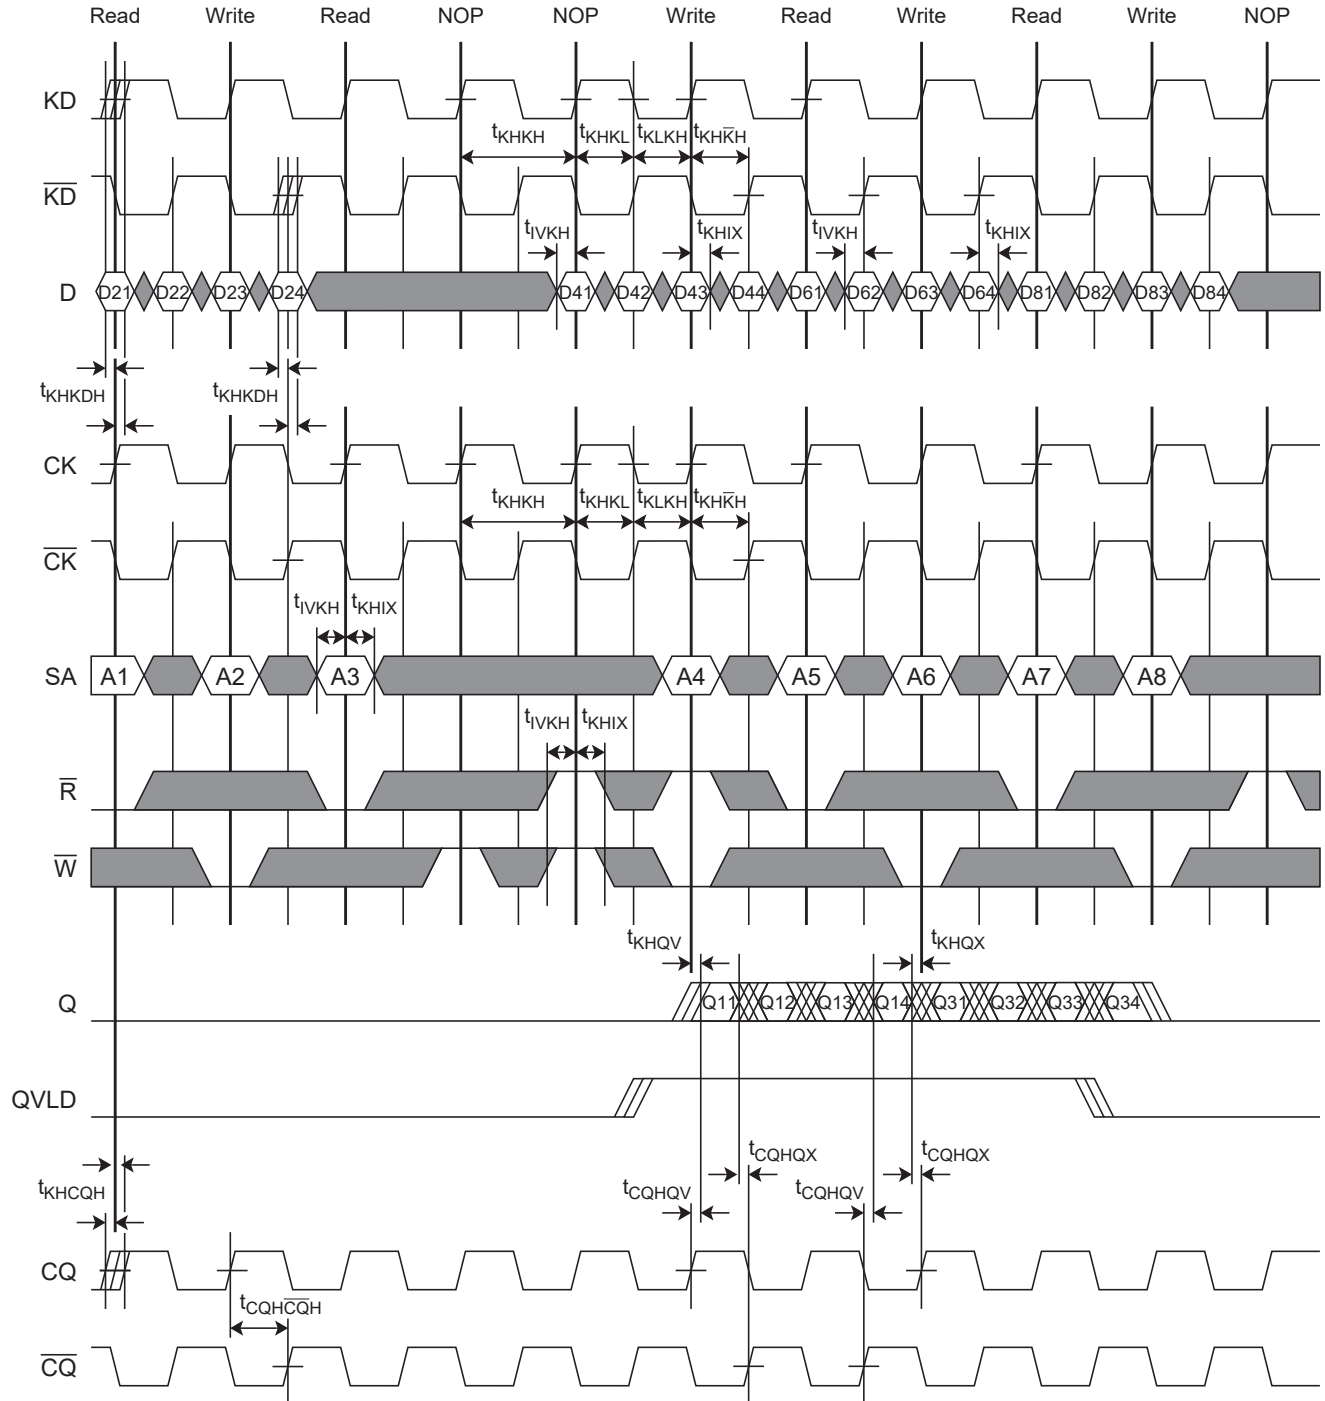 Read Write Read NOP NOP Write Read Write Read Write NOP
KD
tKHKH tKHKL tKLKH tKHK̅H
K̅D̅
tIVKH tKHIX tIVKH tKHIX
D D21 D22 D23 D24 D41 D42 D43 D44 D61 D62 D63 D64 D81 D82 D83 D84
tKHKDH tKHKDH
CK
tKHKH tKHKL tKLKH tKHK̅H
C̅K̅
tIVKH tKHIX
SA A1 A2 A3 A4 A5 A6 A7 A8
tIVKH tKHIX
R̅
W̅
tKHQV tKHQX
Q Q11 Q12 Q13 Q14 Q31 Q32 Q33 Q34
QVLD
tCQHQX tCQHQX
tKHCQH tCQHQV tCQHQV
CQ
tCQHC̅Q̅H
C̅Q̅